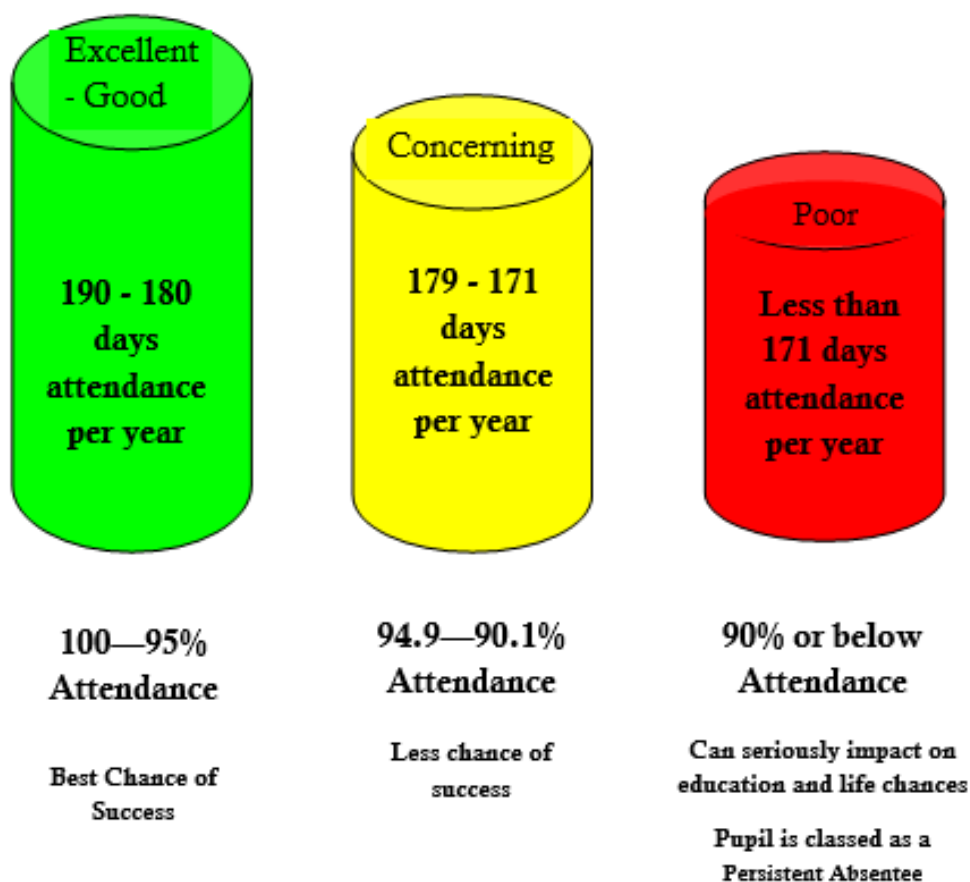 Excellent
- Good
190 - 180
days
attendance
per year
100—95%
Attendance
Best Chance of
Success
Concerning
179 - 171
days
attendance
per year
94.9—90.1%
Attendance
Less chance of
success
Poor
Less than
171 days
attendance
per year
90% or below
Attendance
Can seriously impact on
education and life chances
Pupil is classed as a
Persistent Absentee